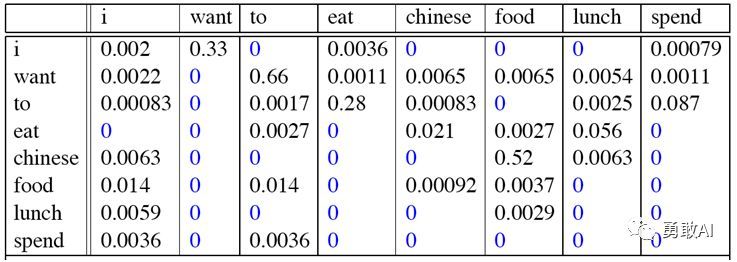 i want to eat chinese food lunch spend
i 0.002 0.33 0 0.0036 0 0 0 0.00079
want 0.0022 0 0.66 0.0011 0.0065 0.0065 0.0054 0.0011
to 0.00083 0 0.0017 0.28 0.00083 0 0.0025 0.087
eat 0 0 0.0027 0 0.021 0.0027 0.056 0
chinese 0.0063 0 0 0 0 0.52 0.0063 0
food 0.014 0 0.014 0 0.00092 0.0037 0 0
lunch 0.0059 0 0 0 0 0.0029 0 0
spend 0.0036 0 0.0036 0 0 0 0 0
勇敢AI